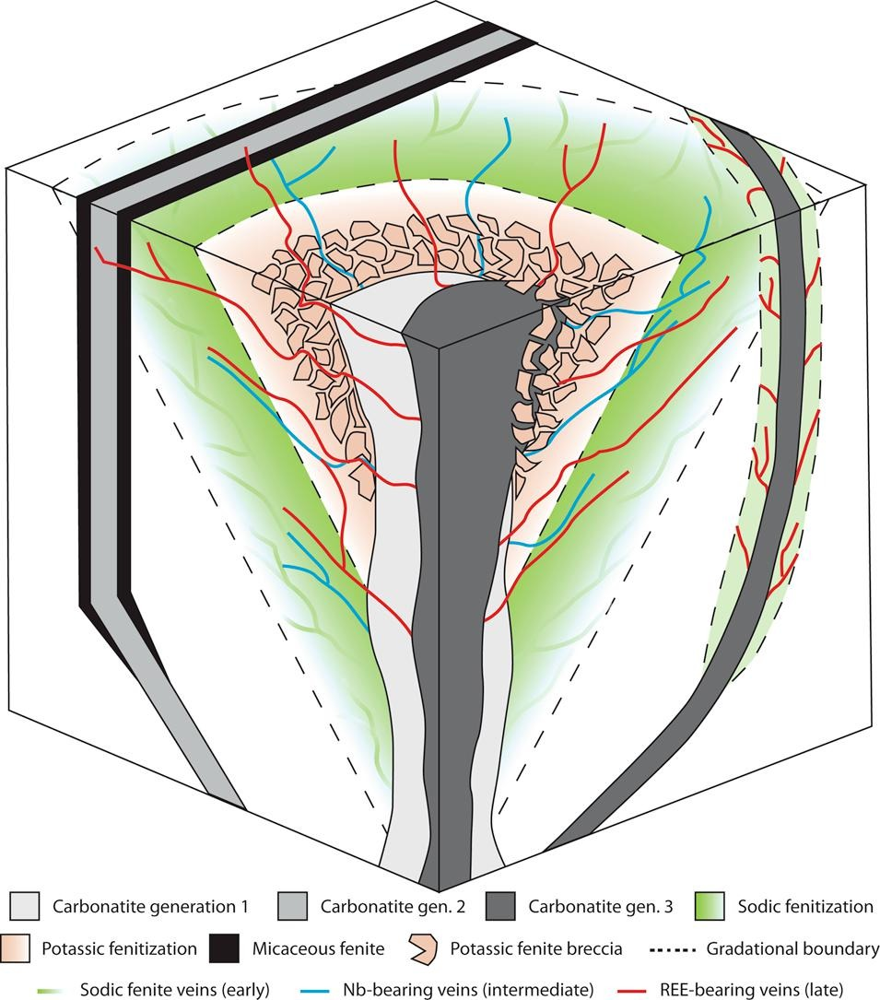 Carbonatite generation 1 Carbonatite gen. 2 Carbonatite gen. 3 Sodic fenitization
Potassic fenitization Micaceous fenite Potassic fenite breccia Gradational boundary
Sodic fenite veins (early) Nb-bearing veins (intermediate) REE-bearing veins (late)